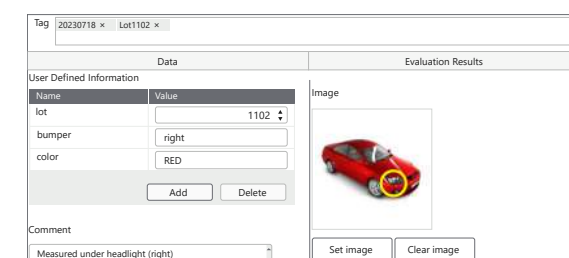 Tag 20230718 × Lot1102 ×
Data Evaluation Results
User Defined Information
Name Value
lot 1102
bumper right
color RED
Add Delete
Comment
Measured under headlight (right)
Image
Set image Clear image